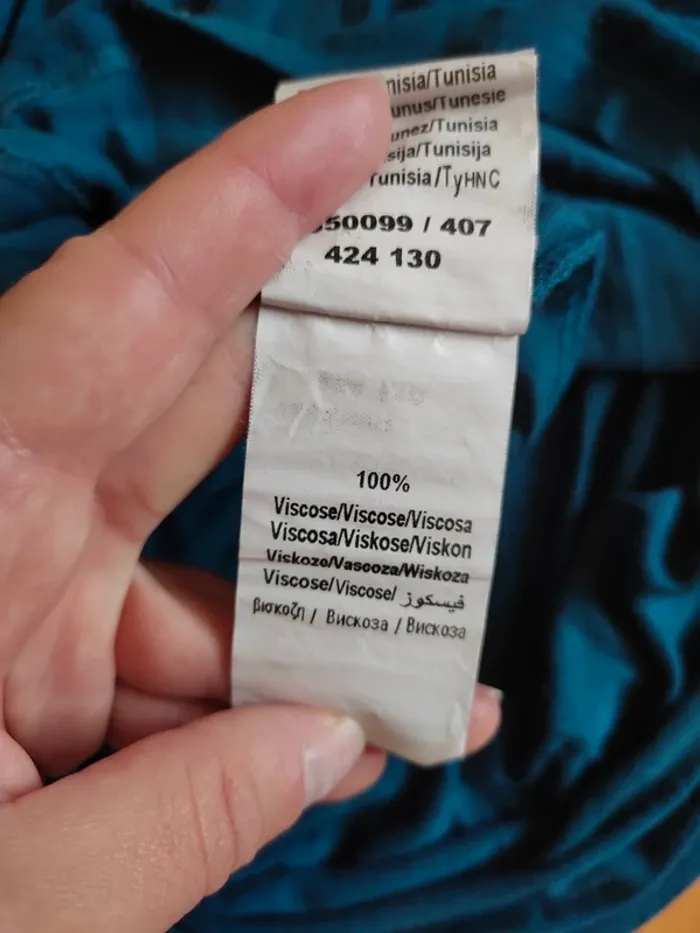 nisia/Tunisia
unus/Tunesie
unez/Tunisia
sija/Tunisija
Tunisia/TyHNC
50099 / 407
424 130
100%
Viscose/Viscose/Viscosa
Viscosa/Viskose/Viskon
Viskozo/Vascoza/Wiskoza
Viscose/Viscose/ فيسكوز
βισκοζη / Вискоза / Вискоза